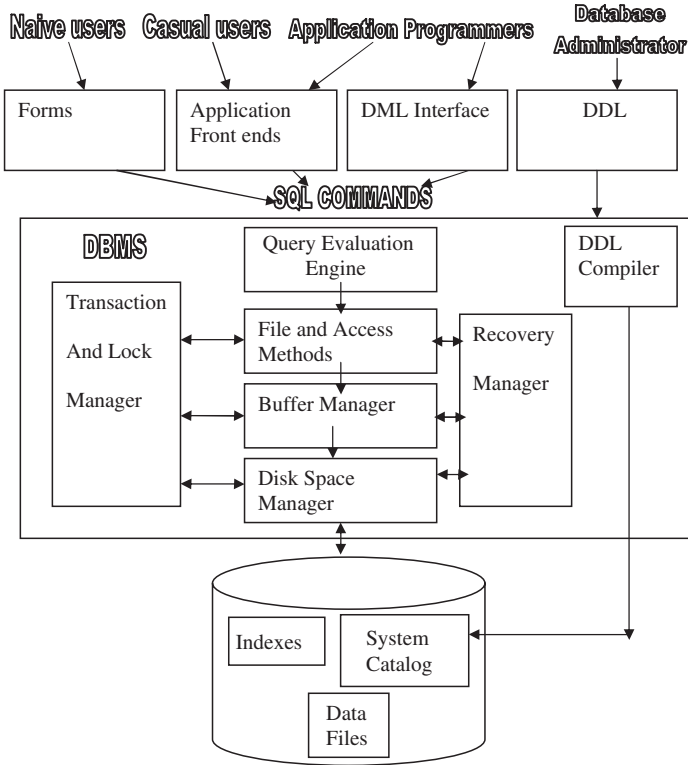 Naive users
Casual users
Application Programmers
Database
Administrator
Forms
Application
Front ends
DML Interface
DDL
SQL COMMANDS
DBMS
Query Evaluation
Engine
DDL
Compiler
Transaction
And Lock
Manager
File and Access
Methods
Recovery
Manager
Buffer Manager
Disk Space
Manager
Indexes
System
Catalog
Data
Files